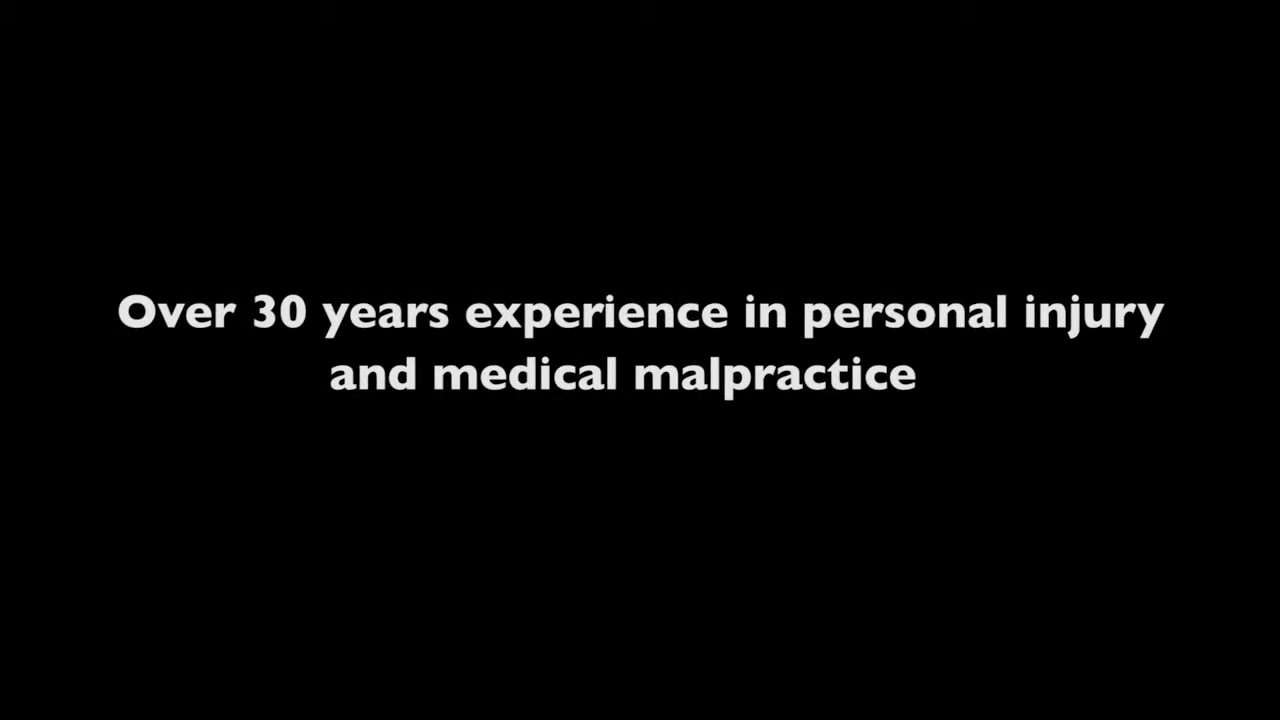 Over 30 years experience in personal injury
and medical malpractice